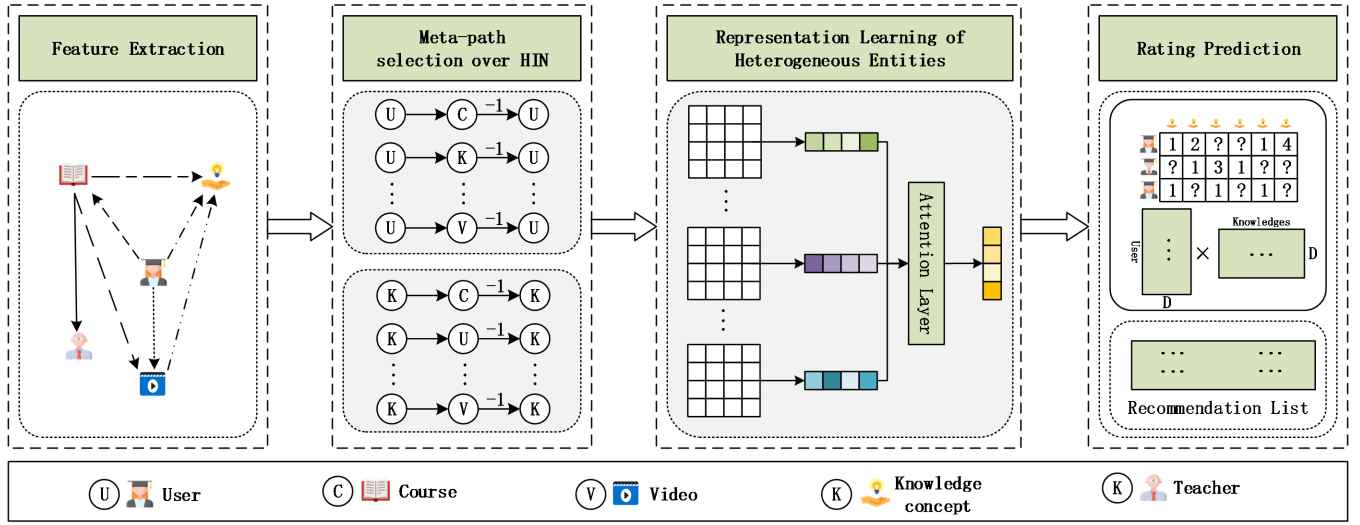 Feature Extraction
Meta-path
selection over HIN
Representation Learning of
Heterogeneous Entities
Rating Prediction
U C -1 U
U K -1 U
⋮ ⋮ ⋮
U V -1 U
K C -1 K
K U -1 K
⋮ ⋮ ⋮
K V -1 K
⋮
⋮
Attention Layer
1 2 ? ? 1 4
? 1 3 1 ? ?
1 ? 1 ? 1 ?
Knowledges
User ⋮ × ... D
D
... ...
... ...
Recommendation List
U User
C Course
V Video
K Knowledge
concept
K Teacher